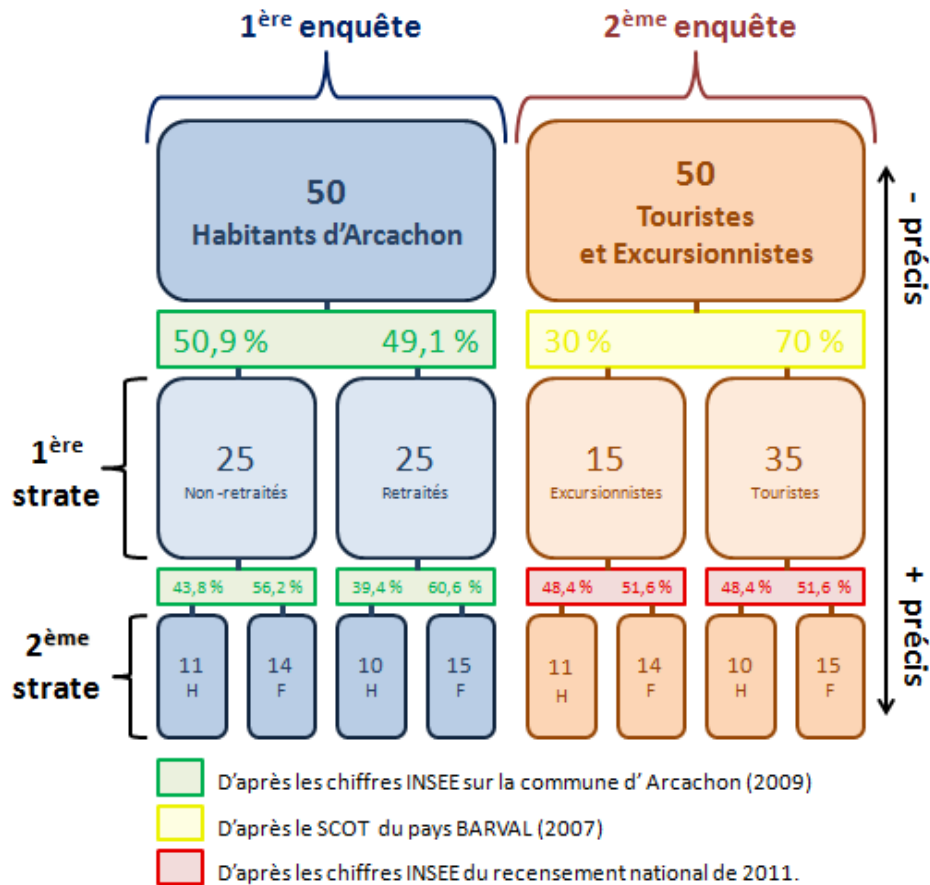 1ère enquête
2ème enquête
50
Habitants d'Arcachon
50
Touristes
et Excursionnistes
- précis
50,9 %
49,1 %
30 %
70 %
1ère
strate
25
Non -retraités
25
Retraités
15
Excursionnistes
35
Touristes
43,8 %
56,2 %
39,4 %
60,6 %
48,4 %
51,6 %
48,4 %
51,6 %
+ précis
2ème
strate
11
H
14
F
10
H
15
F
11
H
14
F
10
H
15
F
D'après les chiffres INSEE sur la commune d' Arcachon (2009)
D'après le SCOT du pays BARVAL (2007)
D'après les chiffres INSEE du recensement national de 2011.